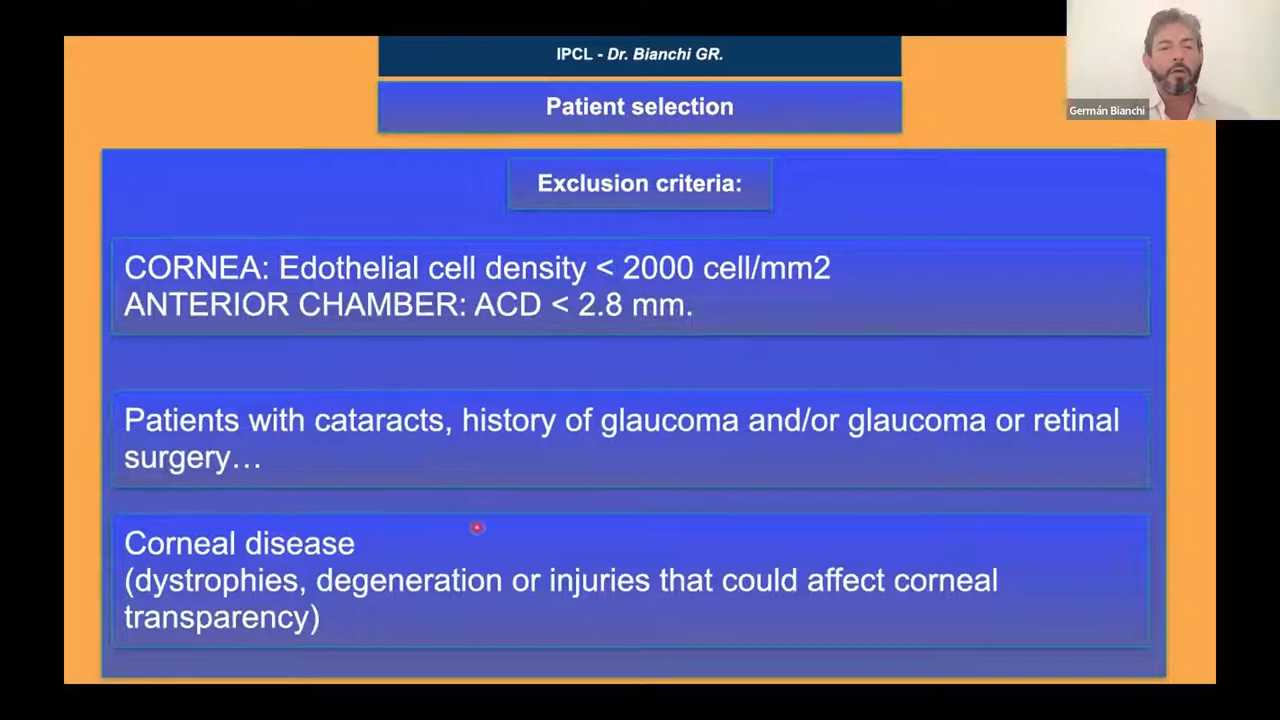 IPCL - Dr. Bianchi GR.
Patient selection
Germán Bianchi
Exclusion criteria:
CORNEA: Edothelial cell density < 2000 cell/mm2
ANTERIOR CHAMBER: ACD < 2.8 mm.
Patients with cataracts, history of glaucoma and/or glaucoma or retinal
surgery…
Corneal disease
(dystrophies, degeneration or injuries that could affect corneal
transparency)